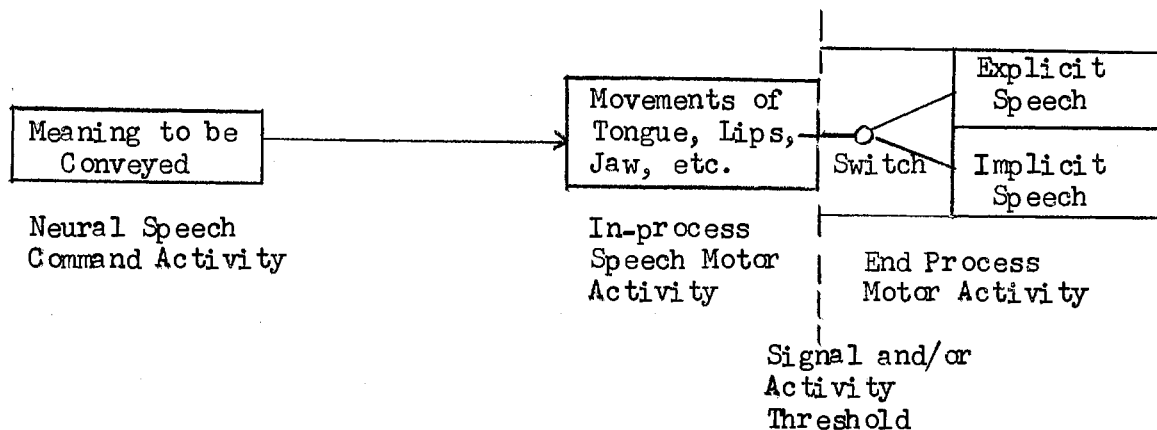 Meaning to be
Conveyed
Neural Speech
Command Activity
Movements of
Tongue, Lips,
Jaw, etc.
In-process
Speech Motor
Activity
Switch
Explicit
Speech
Implicit
Speech
End Process
Motor Activity
Signal and/or
Activity
Threshold